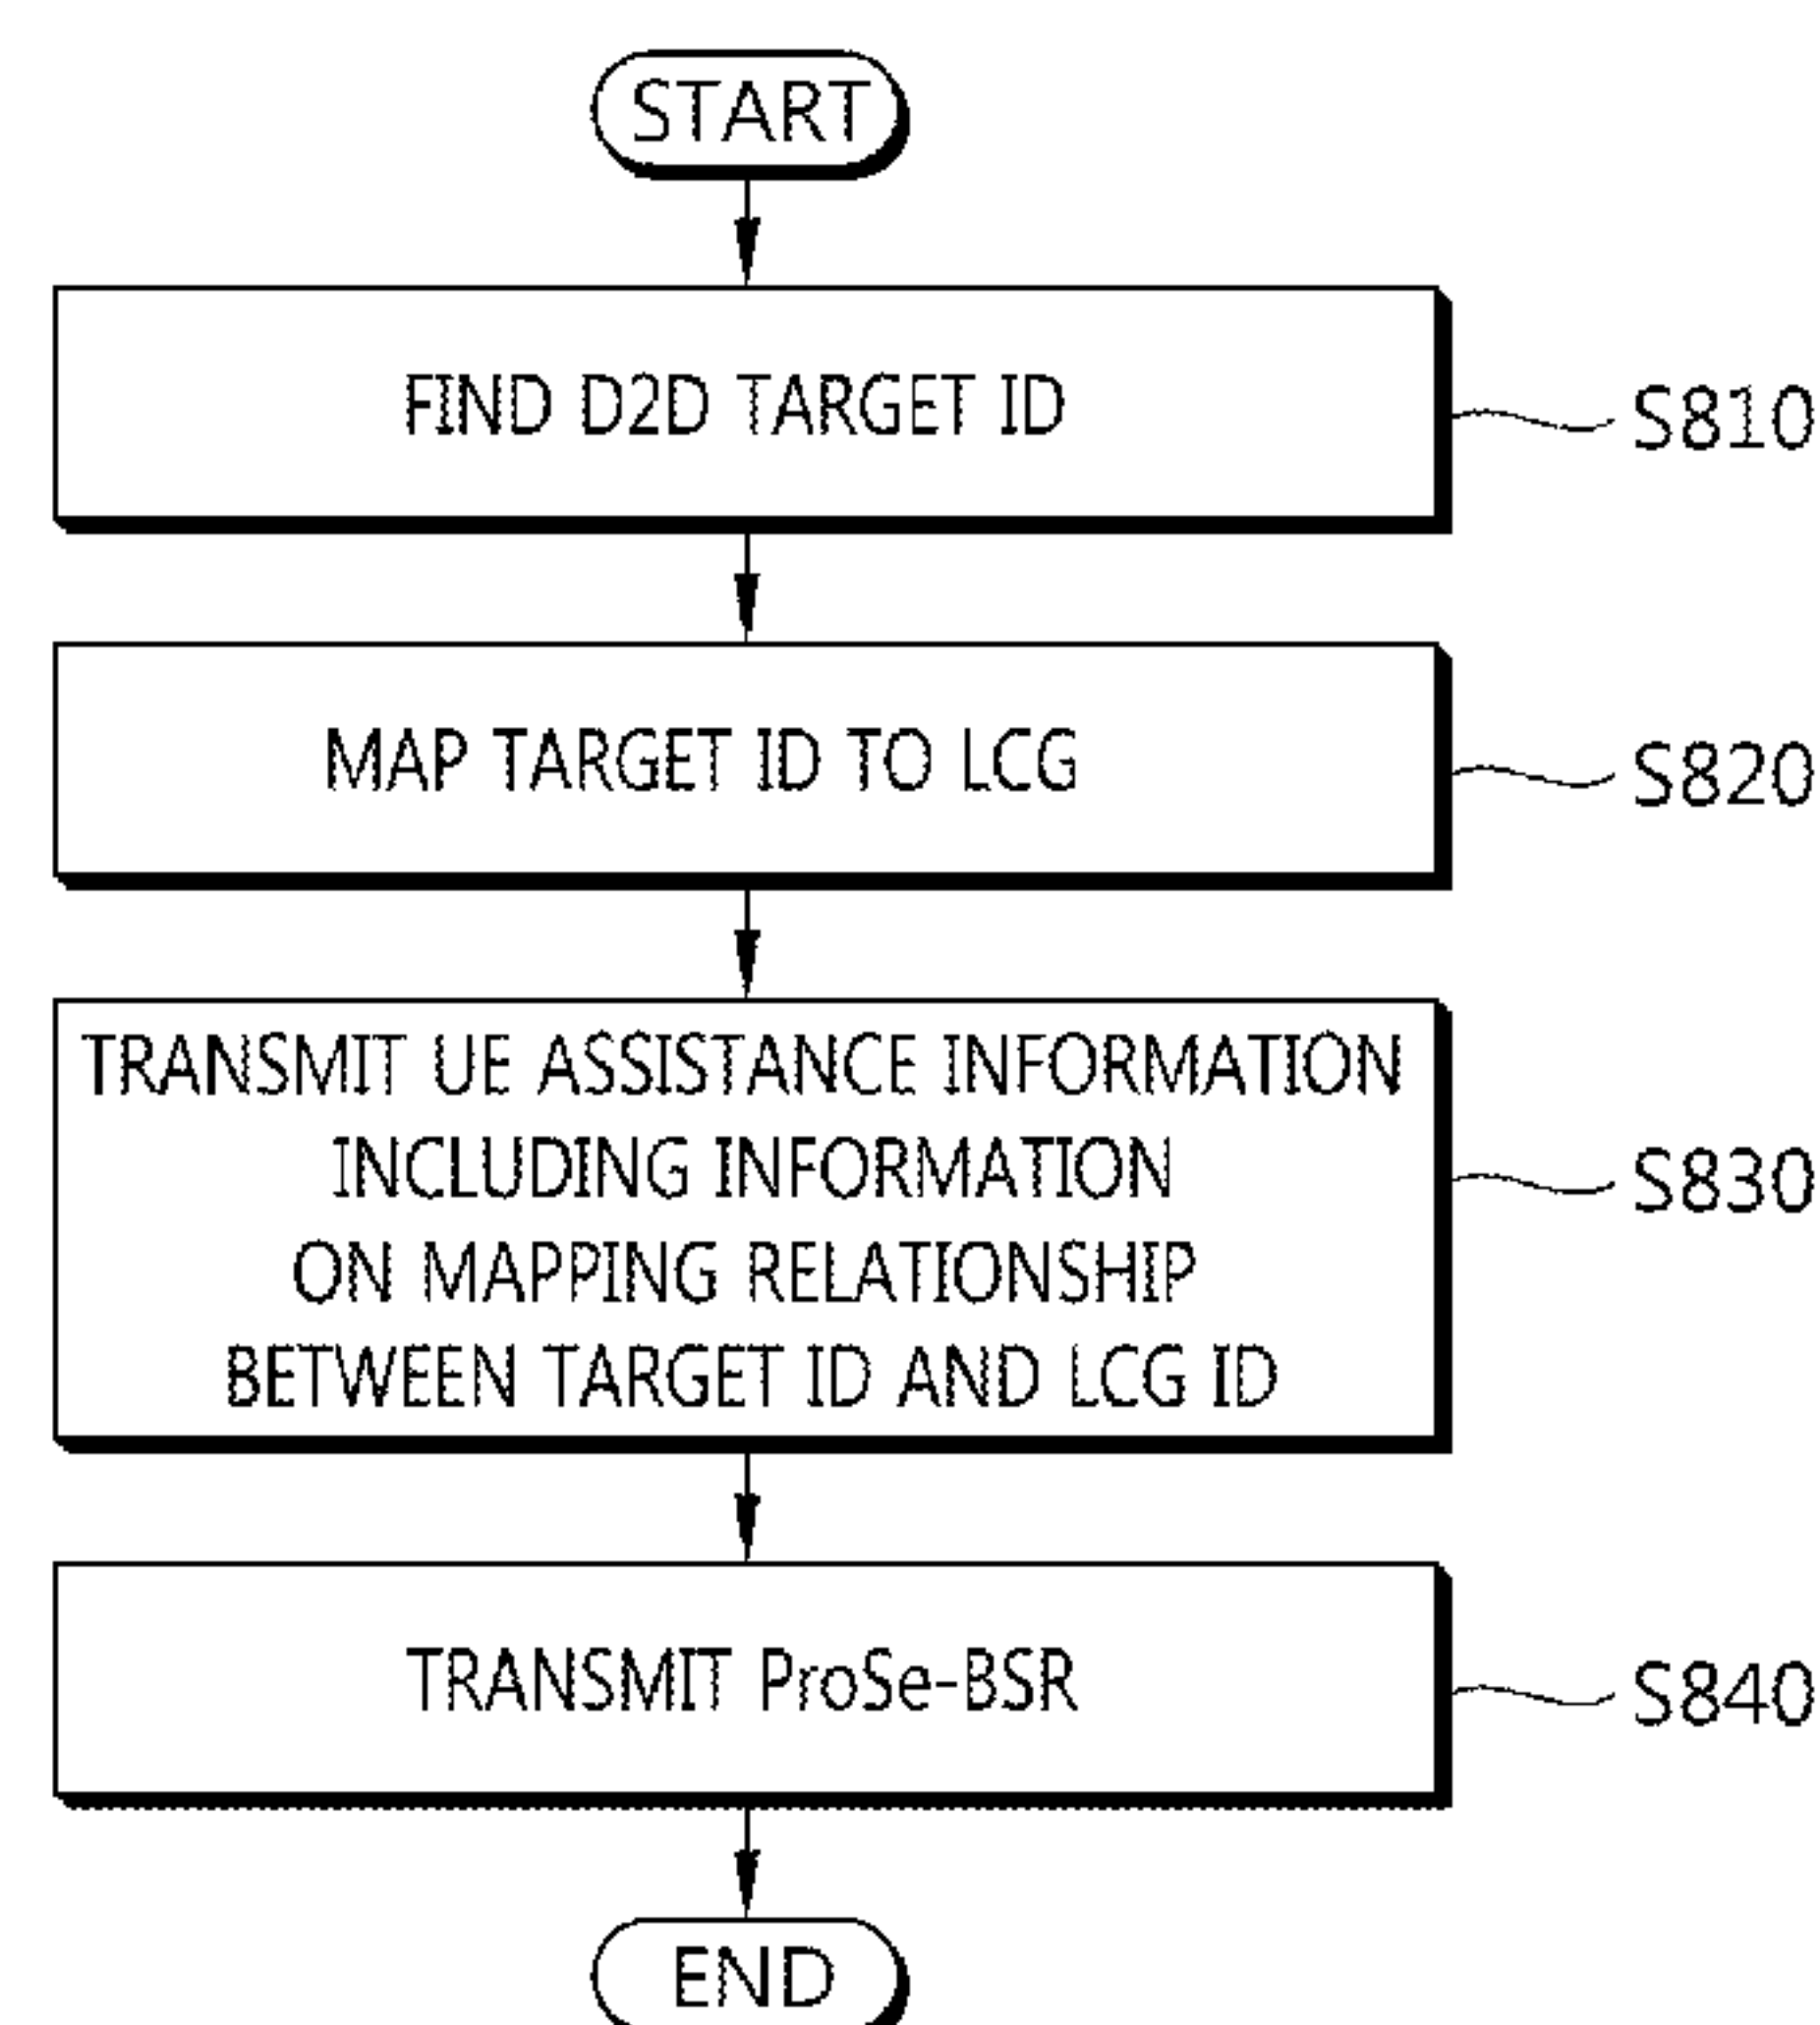 START
FIND D2D TARGET ID
S810
MAP TARGET ID TO LCG
S820
TRANSMIT UE ASSISTANCE INFORMATION
INCLUDING INFORMATION
ON MAPPING RELATIONSHIP
BETWEEN TARGET ID AND LCG ID
S830
TRANSMIT ProSe-BSR
S840
END